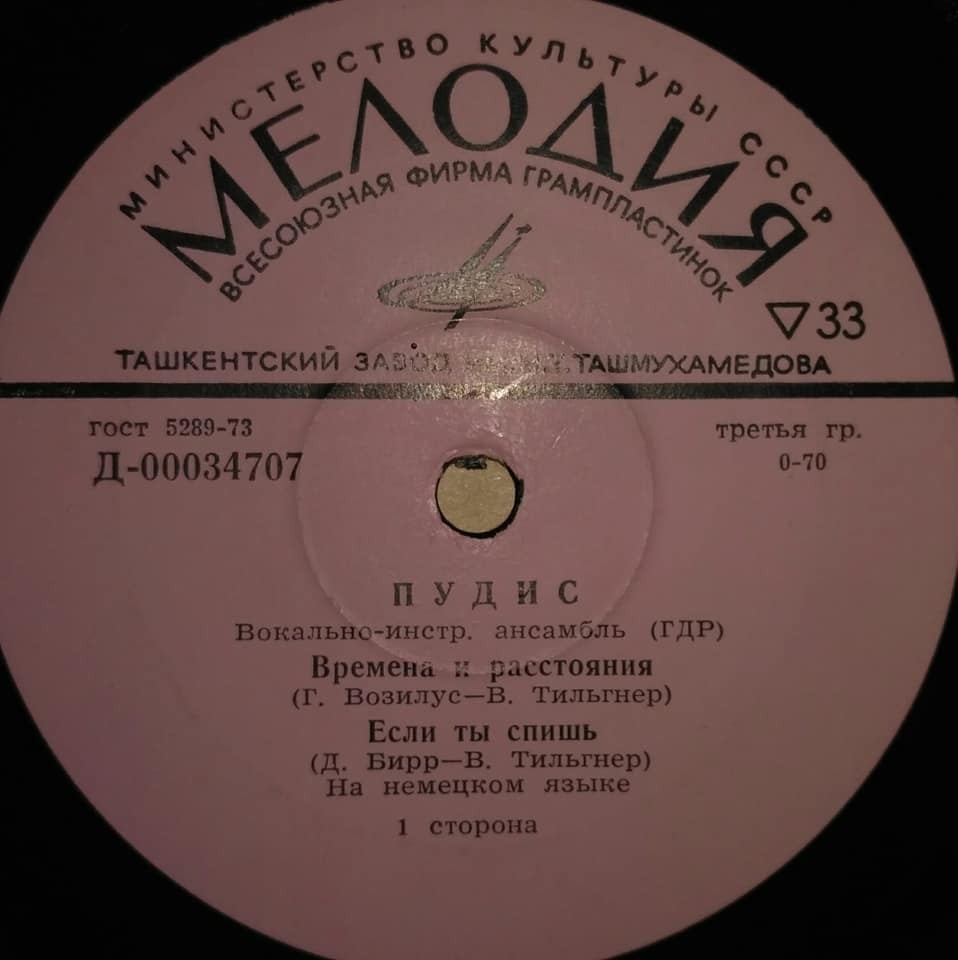 МИНИСТЕРСТВО КУЛЬТУРЫ СССР
МЕЛОДИЯ
ВСЕСОЮЗНАЯ ФИРМА ГРАМПЛАСТИНОК
▽33
ТАШКЕНТСКИЙ ЗАВОД ТАШМУХАМЕДОВА
гост 5289-73
третья гр.
Д-00034707
0-70
ПУДИС
Вокально-инстр. ансамбль (ГДР)
Времена и расстояния
(Г. Возилус—В. Тильгнер)
Если ты спишь
(Д. Бирр—В. Тильгнер)
На немецком языке
1 сторона